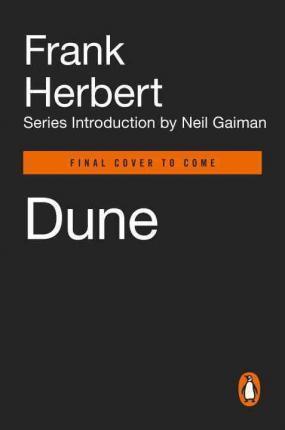 Frank
Herbert
Series Introduction by Neil Gaiman
FINAL COVER TO COME
Dune